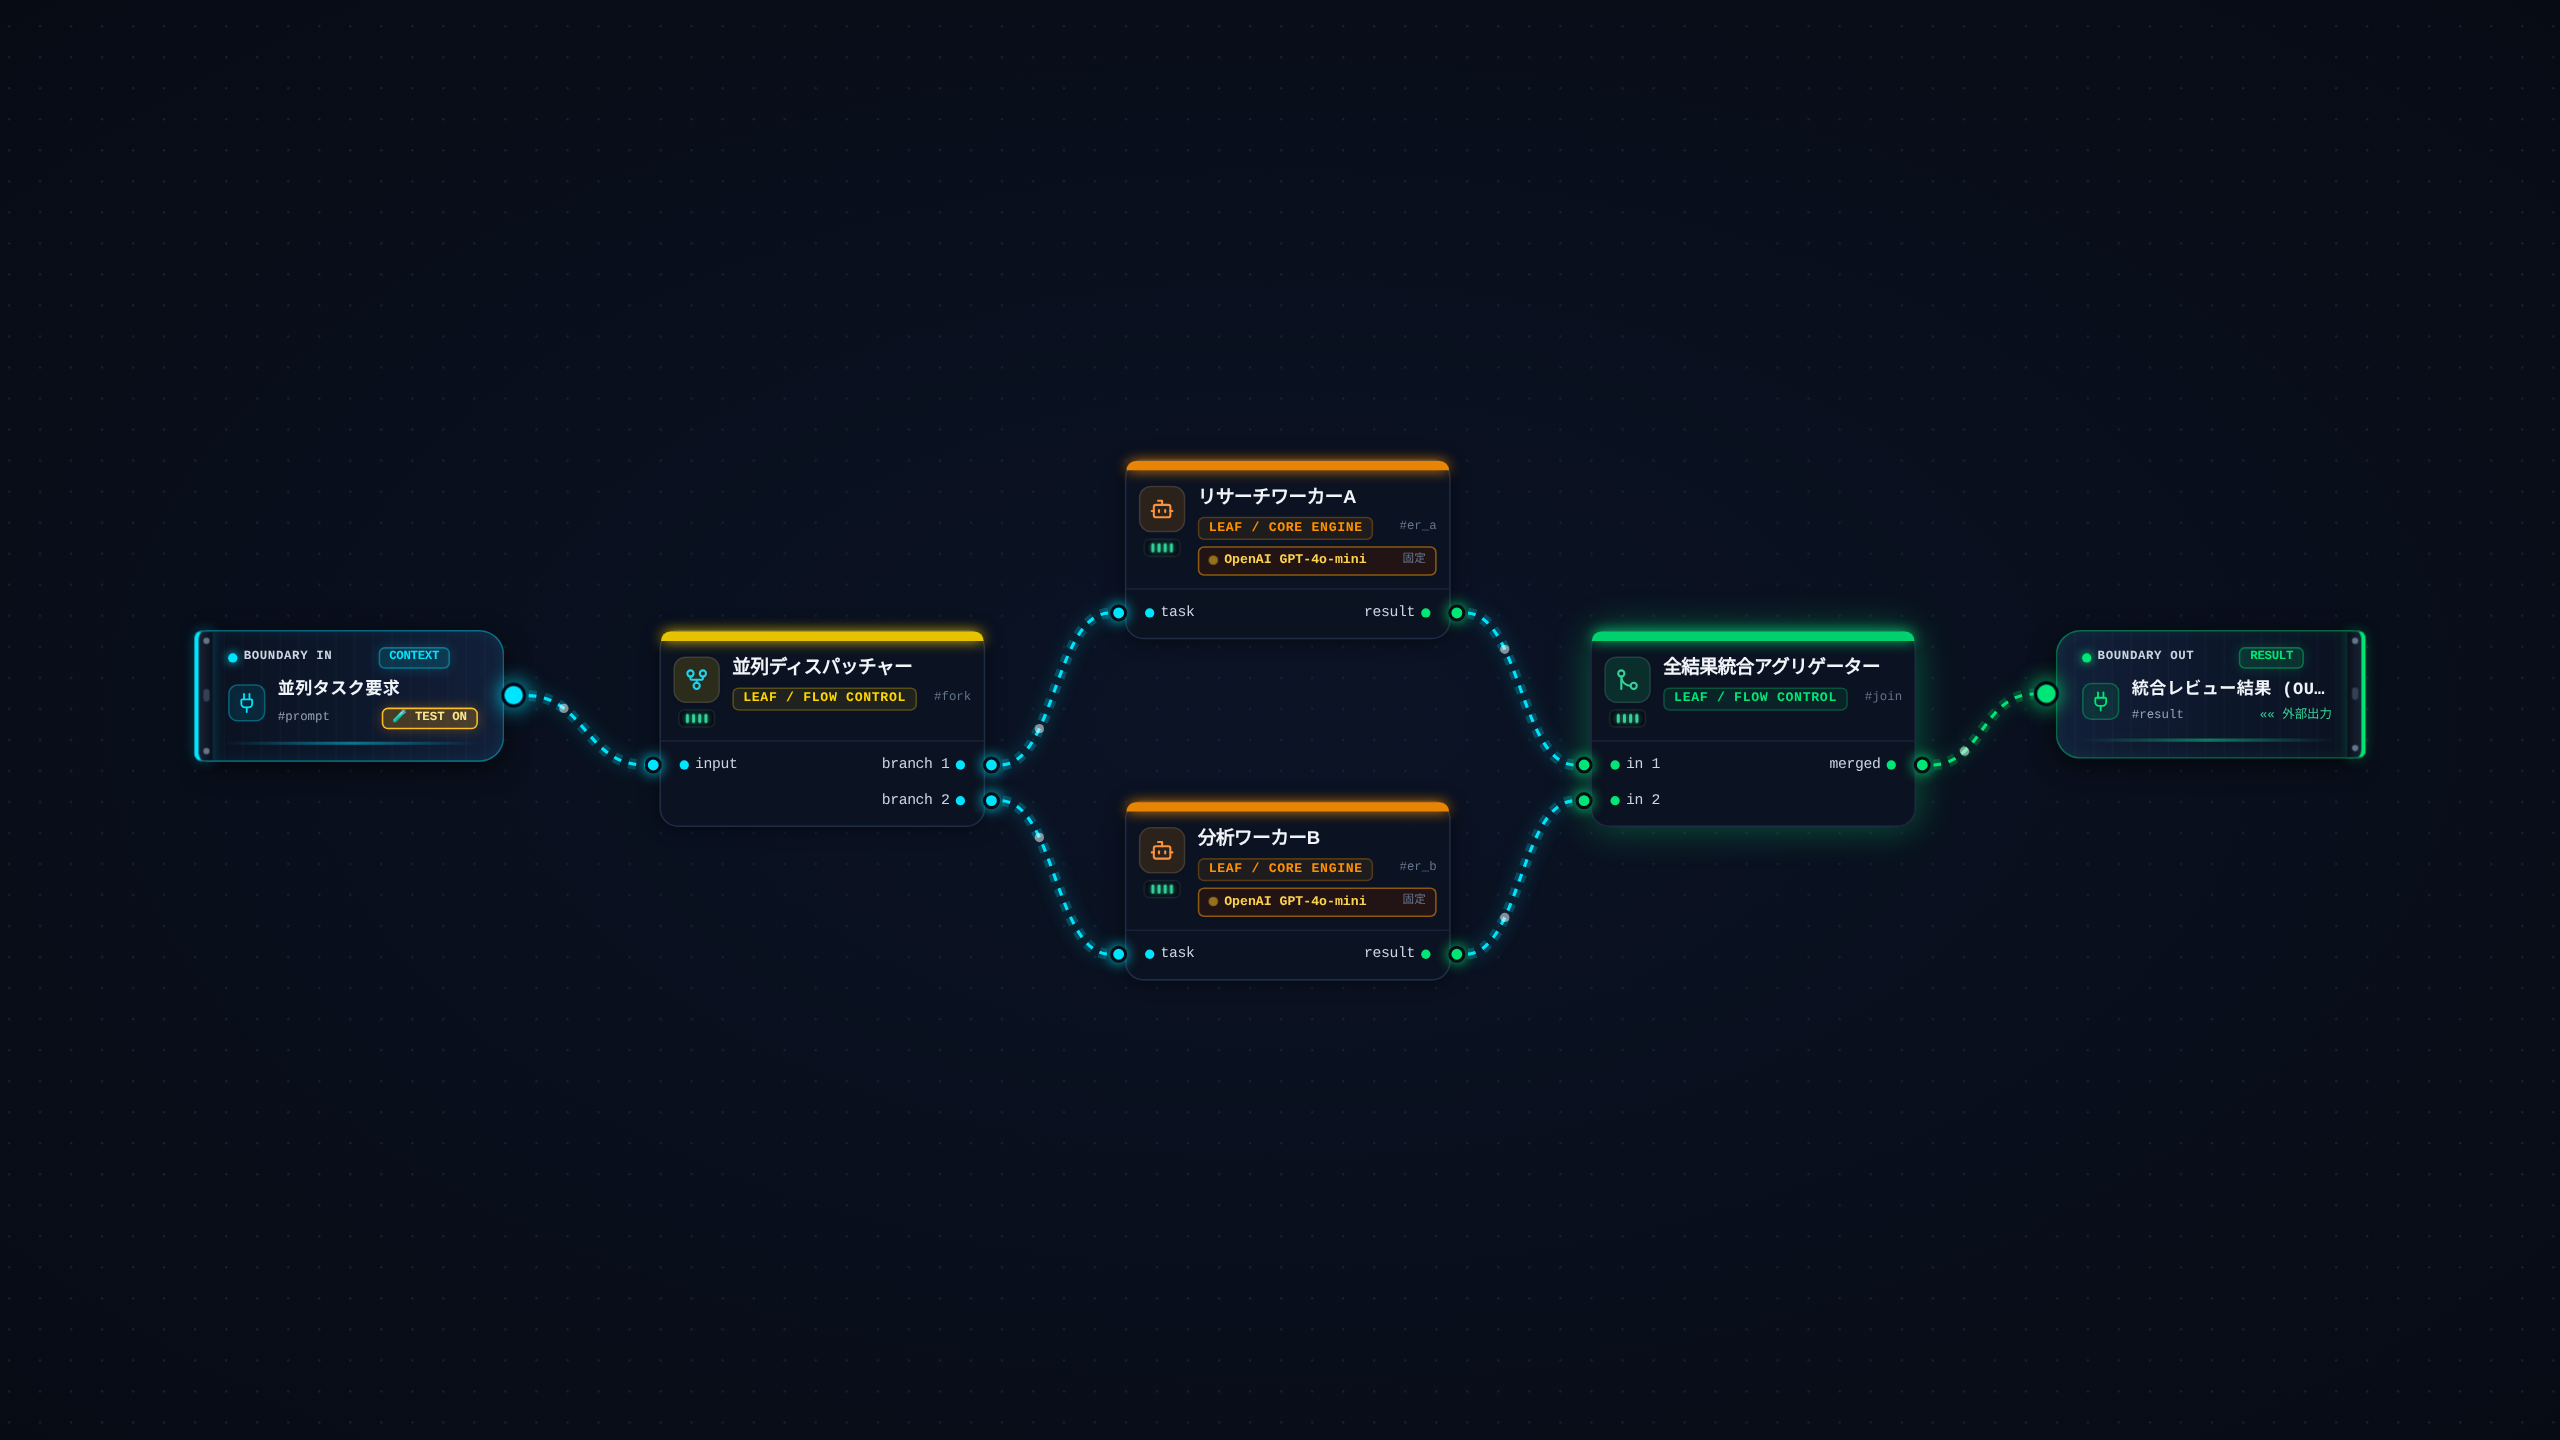 BOUNDARY IN
CONTEXT
並列タスク要求
#prompt
🧪 TEST ON
並列ディスパッチャー
LEAF / FLOW CONTROL
#fork
input
branch 1
branch 2
リサーチワーカーA
LEAF / CORE ENGINE
#er_a
OpenAI GPT-4o-mini
固定
task
result
分析ワーカーB
LEAF / CORE ENGINE
#er_b
OpenAI GPT-4o-mini
固定
task
result
全結果統合アグリゲーター
LEAF / FLOW CONTROL
#join
in 1
merged
in 2
BOUNDARY OUT
RESULT
統合レビュー結果 (OU…
#result
«« 外部出力